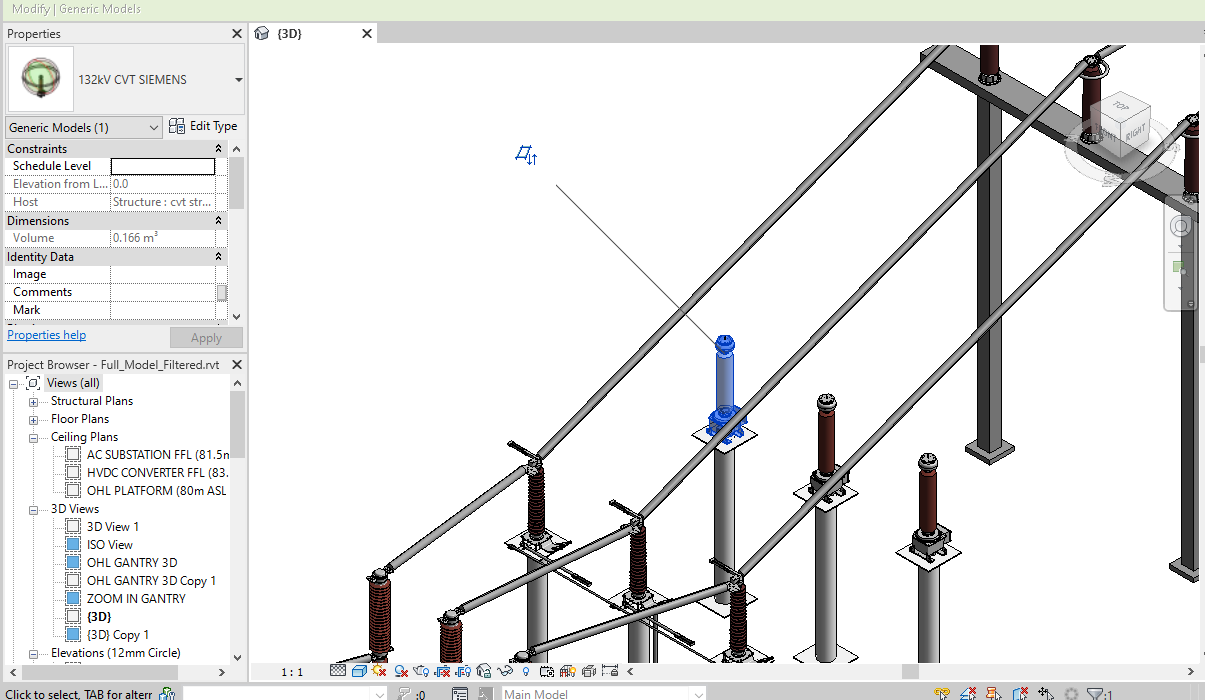 Modify | Generic Models
Properties
{3D}
132kV CVT SIEMENS
Generic Models (1)
Edit Type
Constraints
Schedule Level
Elevation from L... 0.0
Host Structure : cvt str...
Dimensions
Volume 0.166 m³
Identity Data
Image
Comments
Mark
Properties help
Apply
Project Browser - Full_Model_Filtered.rvt
Views (all)
Structural Plans
Floor Plans
Ceiling Plans
AC SUBSTATION FFL (81.5m
HVDC CONVERTER FFL (83.
OHL PLATFORM (80m ASL
3D Views
3D View 1
ISO View
OHL GANTRY 3D
OHL GANTRY 3D Copy 1
ZOOM IN GANTRY
{3D}
{3D} Copy 1
Elevations (12mm Circle)
TOP
RIGHT
1 : 1
Click to select, TAB for altern
:0
Main Model
:1